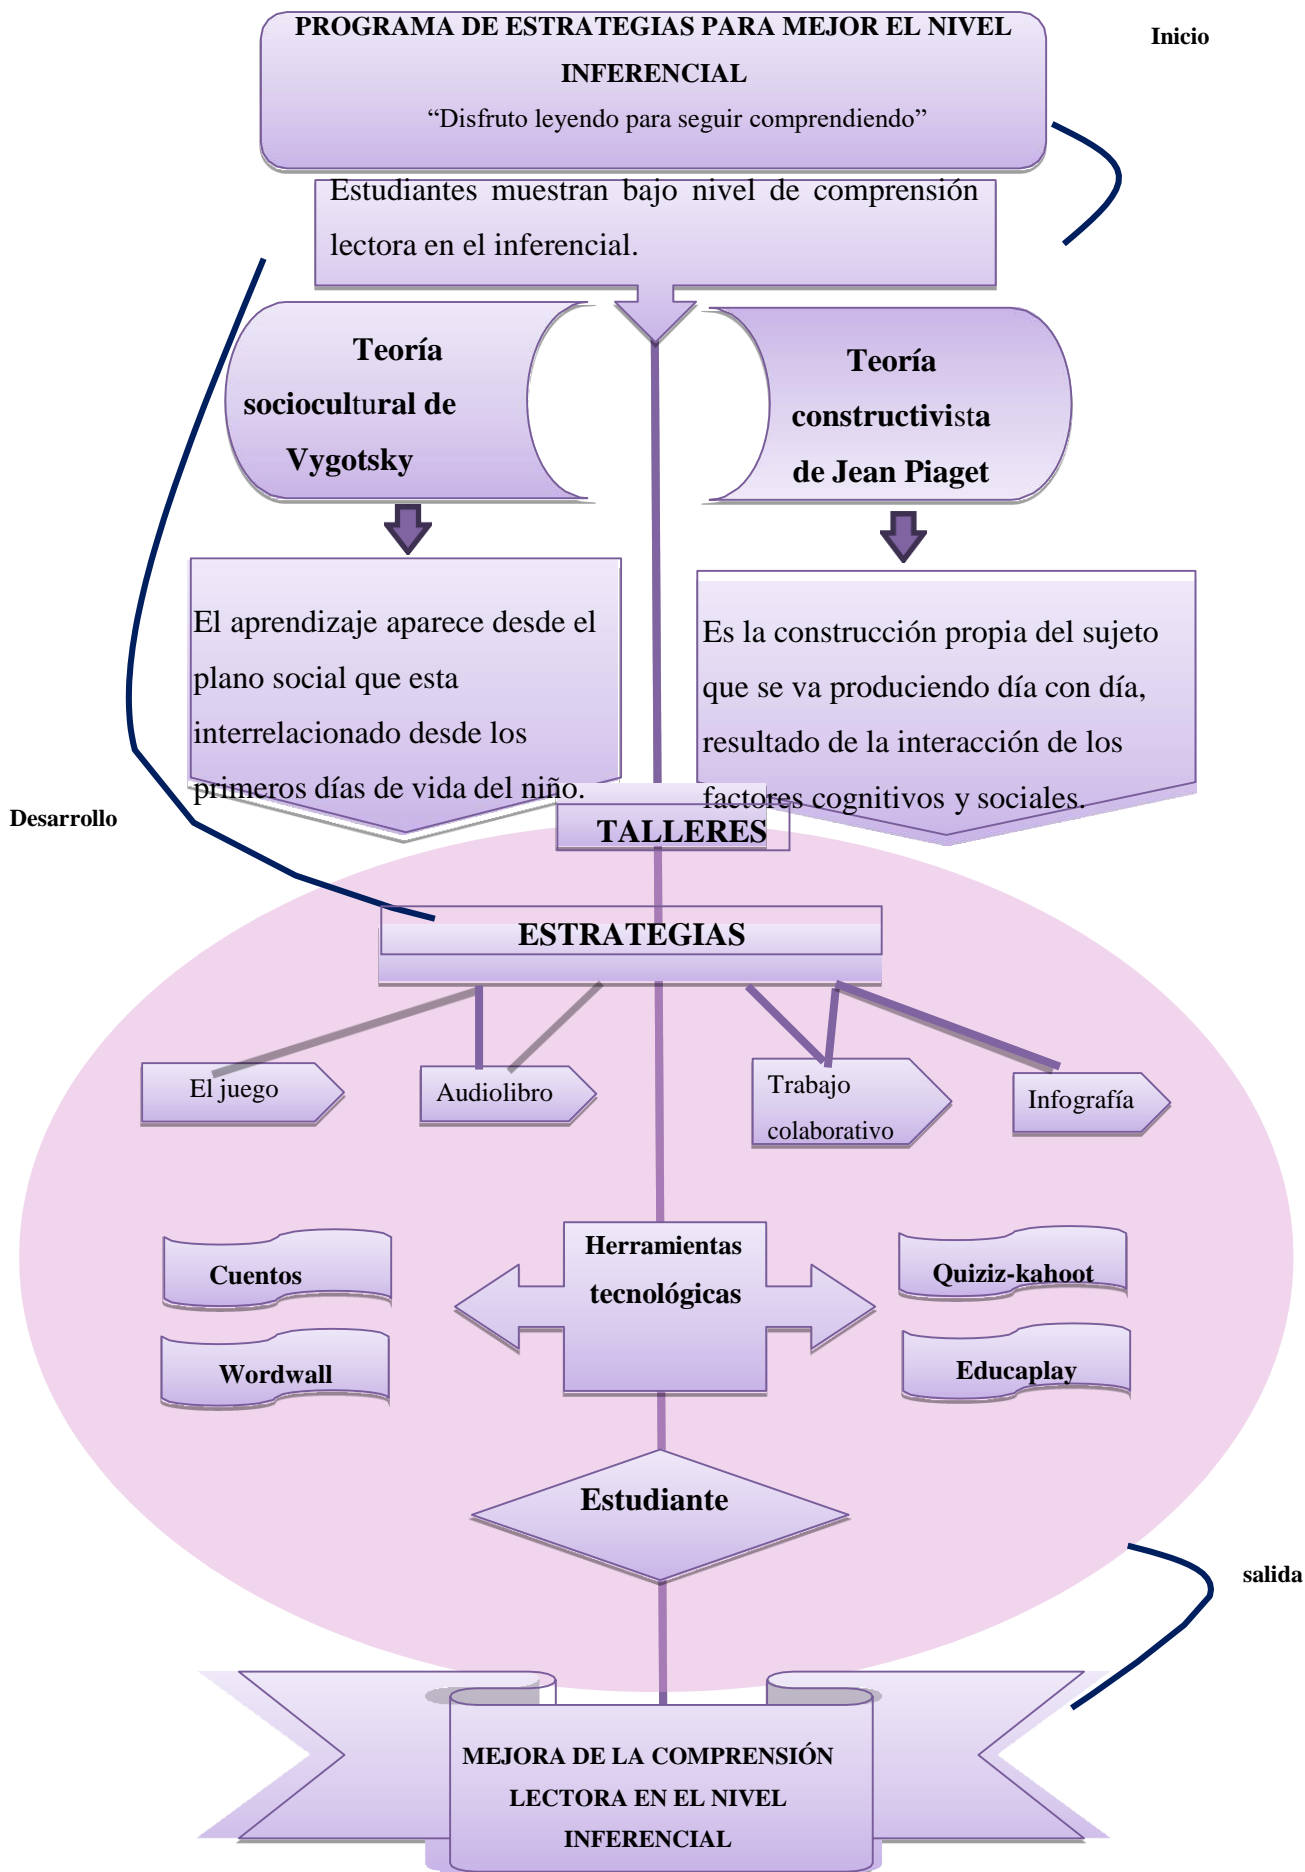 PROGRAMA DE ESTRATEGIAS PARA MEJOR EL NIVEL
INFERENCIAL
“Disfruto leyendo para seguir comprendiendo”
Inicio
Estudiantes muestran bajo nivel de comprensión
lectora en el inferencial.
Teoría
sociocultural de
Vygotsky
Teoría
constructivista
de Jean Piaget
El aprendizaje aparece desde el
plano social que esta
interrelacionado desde los
primeros días de vida del niño.
Es la construcción propia del sujeto
que se va produciendo día con día,
resultado de la interacción de los
factores cognitivos y sociales.
Desarrollo
TALLERES
ESTRATEGIAS
El juego
Audiolibro
Trabajo
colaborativo
Infografía
Cuentos
Wordwall
Herramientas
tecnológicas
Quiziz-kahoot
Educaplay
Estudiante
salida
MEJORA DE LA COMPRENSIÓN
LECTORA EN EL NIVEL
INFERENCIAL